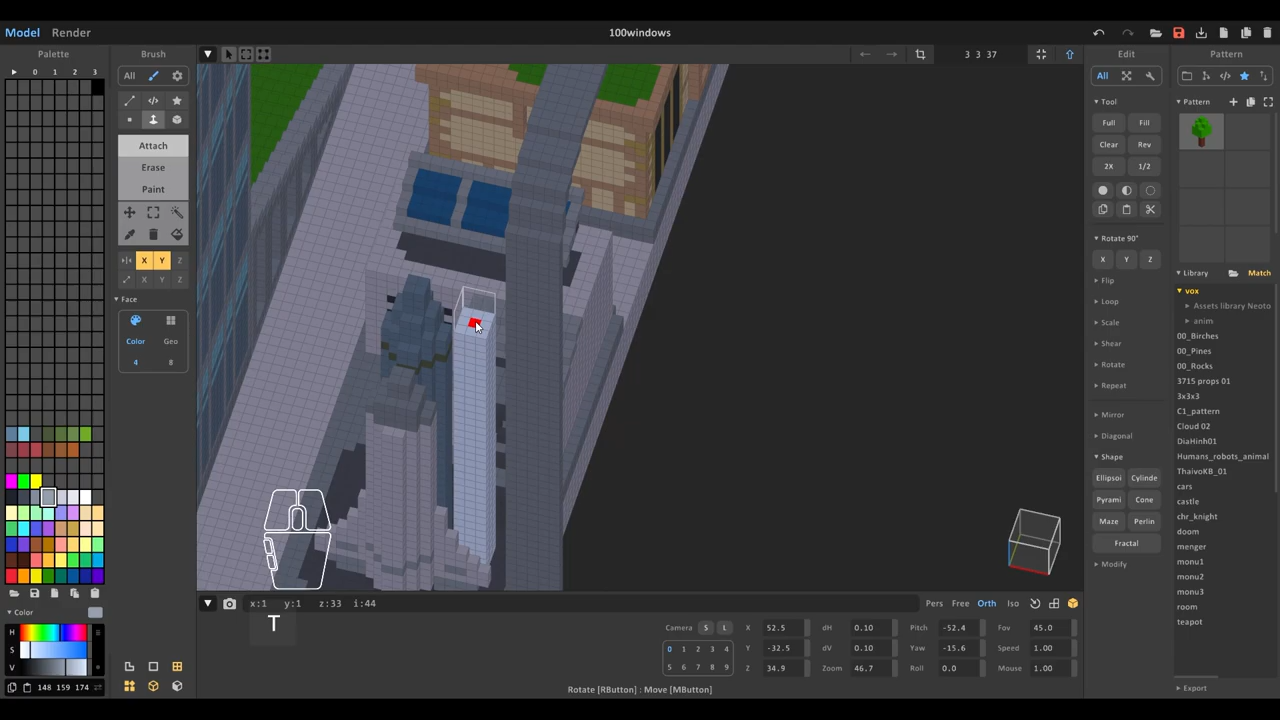 Model Render 100windows
Palette Brush 3 3 37 Edit Pattern
0 1 2 3 All All
Tool Pattern
Full Fill
Attach Clear Rev
Erase 2X 1/2
Paint
Rotate 90°
X Y Z X Y Z
X Y Z Flip Library Match
Face Loop vox
Scale Assets library Neoto
Color Geo Shear anim
4 8 Rotate 00_Birches
Repeat 00_Pines
00_Rocks
Mirror 3715 props 01
Diagonal 3x3x3
Shape C1_pattern
Ellipsoi Cylinde Cloud 02
Pyrami Cone DiaHinh01
Maze Perlin Humans_robots_animal
Fractal ThaivoKB_01
Modify cars
castle
chr_knight
doom
menger
monu1
monu2
monu3
room
teapot
x:1 y:1 z:33 i:44 Pers Free Orth Iso
T
Color
H
S
V
148 159 174
Camera S L X 52.5 dH 0.10 Pitch -52.4 Fov 45.0
0 1 2 3 4 Y -32.5 dV 0.10 Yaw -15.6 Speed 1.00
5 6 7 8 9 Z 34.9 Zoom 46.7 Roll 0.0 Mouse 1.00
Rotate [RButton] : Move [MButton] Export